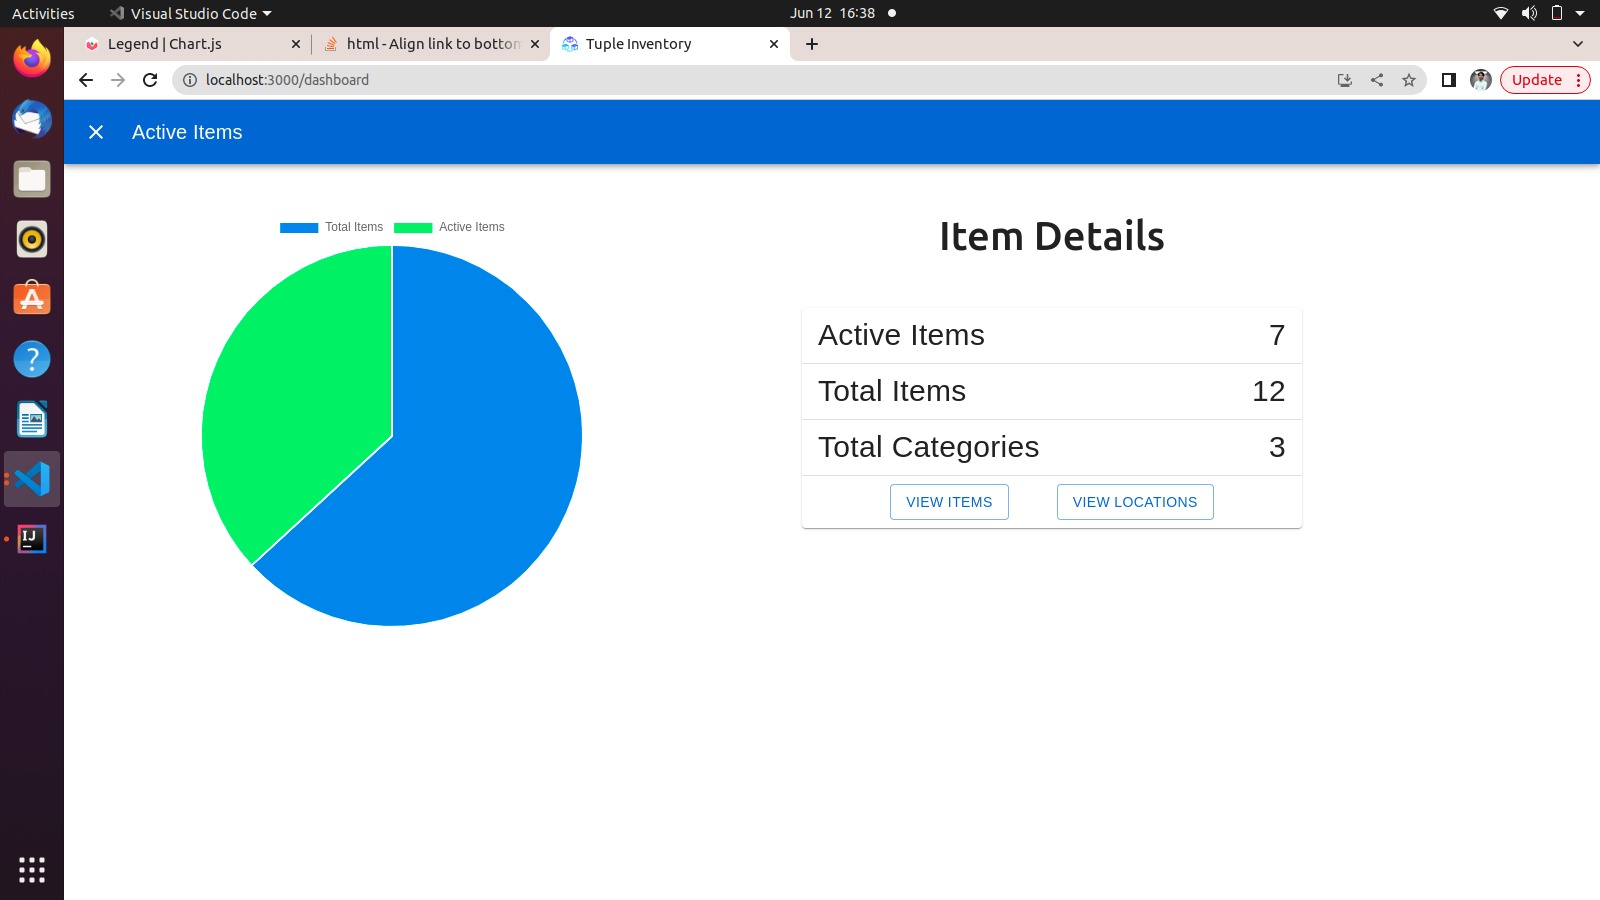 Activities Visual Studio Code Jun 12 16:38
Legend | Chart.js html - Align link to bottom Tuple Inventory
localhost:3000/dashboard Update
Active Items
Total Items Active Items
Item Details
Active Items 7
Total Items 12
Total Categories 3
VIEW ITEMS VIEW LOCATIONS
IJ